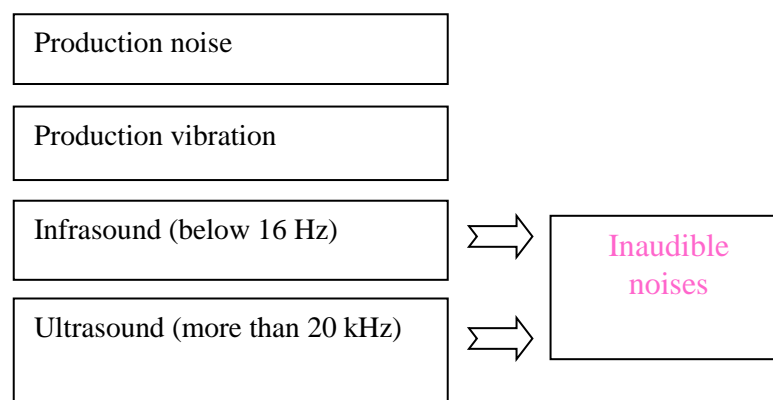 Production noise
Production vibration
Infrasound (below 16 Hz)
Ultrasound (more than 20 kHz)
Inaudible
noises